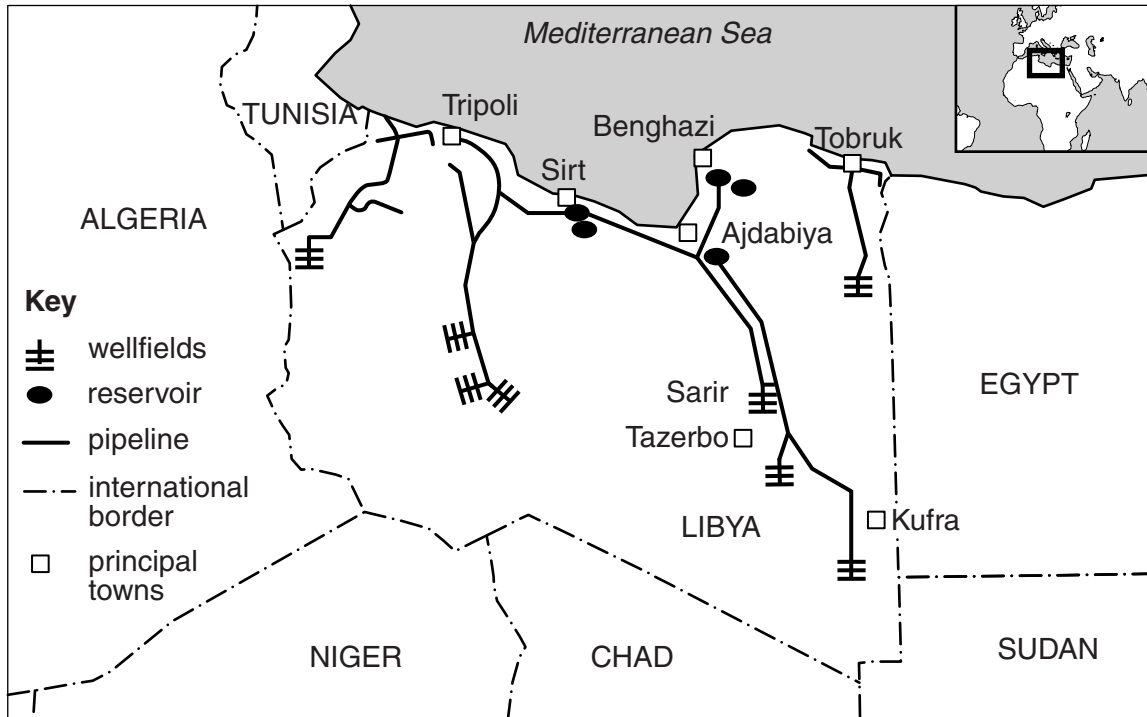 Mediterranean Sea
TUNISIA
Tripoli
Benghazi
Tobruk
Sirt
ALGERIA
Ajdabiya
Key
wellfields
reservoir
pipeline
international
border
principal
towns
Sarir
EGYPT
Tazerbo
LIBYA
Kufra
NIGER
CHAD
SUDAN